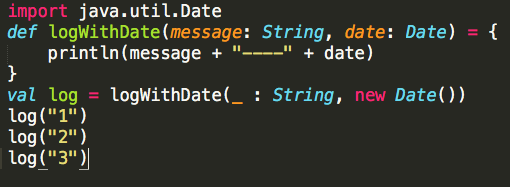 import java.util.Date
def logWithDate(message: String, date: Date) = {
    println(message + "----" + date)
}
val log = logWithDate(_ : String, new Date())
log("1")
log("2")
log("3")